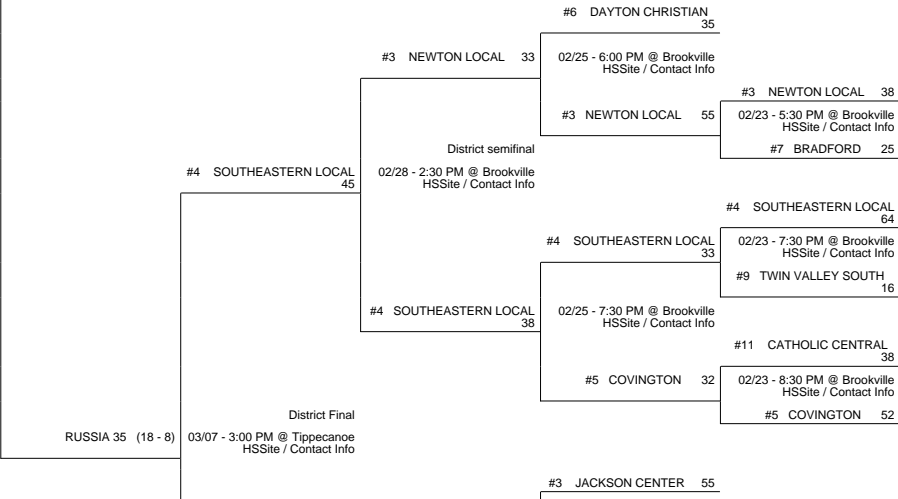 #6 DAYTON CHRISTIAN
35
#3 NEWTON LOCAL 33
02/25 - 6:00 PM @ Brookville
HSSite / Contact Info
#3 NEWTON LOCAL 38
#3 NEWTON LOCAL 55
02/23 - 5:30 PM @ Brookville
HSSite / Contact Info
District semifinal
#7 BRADFORD 25
#4 SOUTHEASTERN LOCAL
45
02/28 - 2:30 PM @ Brookville
HSSite / Contact Info
#4 SOUTHEASTERN LOCAL
64
#4 SOUTHEASTERN LOCAL
33
02/23 - 7:30 PM @ Brookville
HSSite / Contact Info
#9 TWIN VALLEY SOUTH
16
#4 SOUTHEASTERN LOCAL
38
02/25 - 7:30 PM @ Brookville
HSSite / Contact Info
#11 CATHOLIC CENTRAL
38
#5 COVINGTON 32
02/23 - 8:30 PM @ Brookville
HSSite / Contact Info
District Final
#5 COVINGTON 52
RUSSIA 35 (18 - 8)
03/07 - 3:00 PM @ Tippecanoe
HSSite / Contact Info
#3 JACKSON CENTER 55